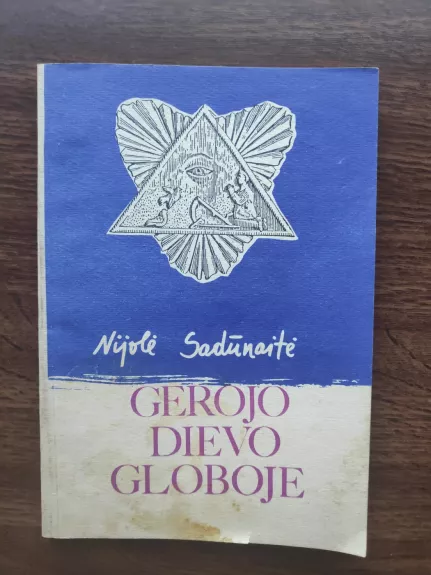 Nijolė Sadūnaitė
GEROJO
DIEVO
GLOBOJE